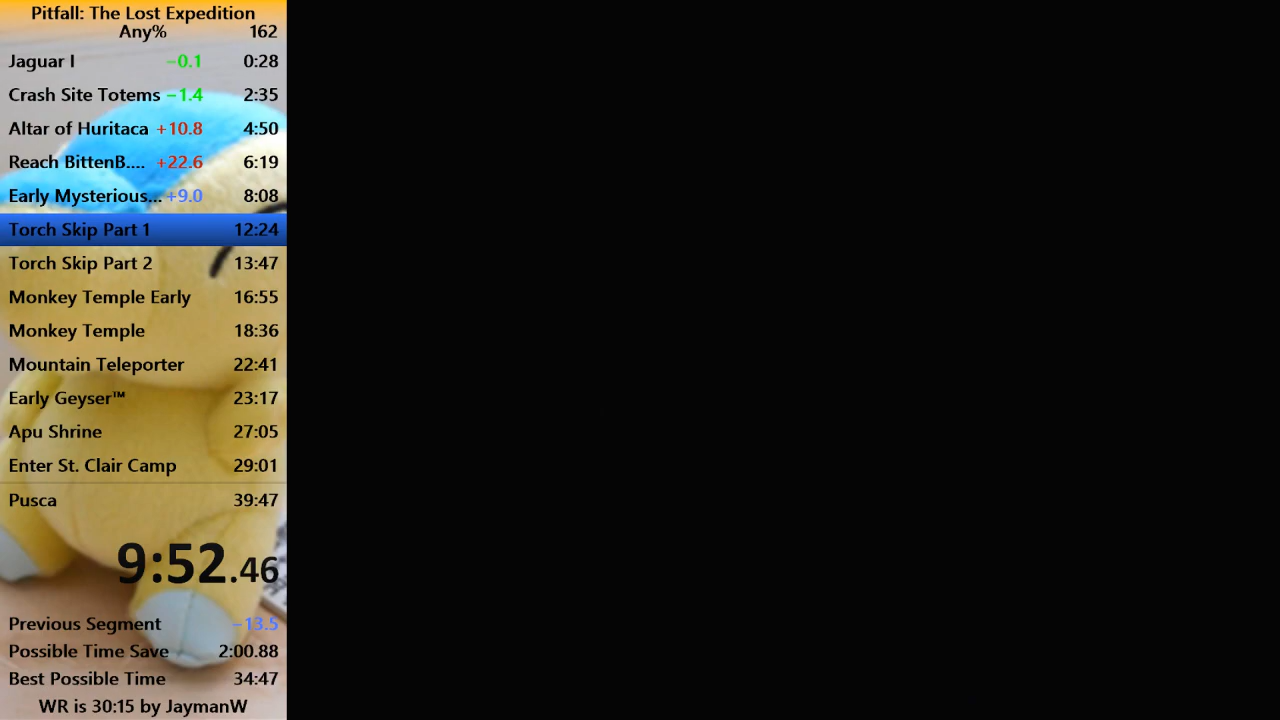 Pitfall: The Lost Expedition
Any% 162
Jaguar I −0.1 0:28
Crash Site Totems −1.4 2:35
Altar of Huritaca +10.8 4:50
Reach BittenB.... +22.6 6:19
Early Mysterious... +9.0 8:08
Torch Skip Part 1 12:24
Torch Skip Part 2 13:47
Monkey Temple Early 16:55
Monkey Temple 18:36
Mountain Teleporter 22:41
Early Geyser™ 23:17
Apu Shrine 27:05
Enter St. Clair Camp 29:01
Pusca 39:47
9:52.46
Previous Segment −13.5
Possible Time Save 2:00.88
Best Possible Time 34:47
WR is 30:15 by JaymanW